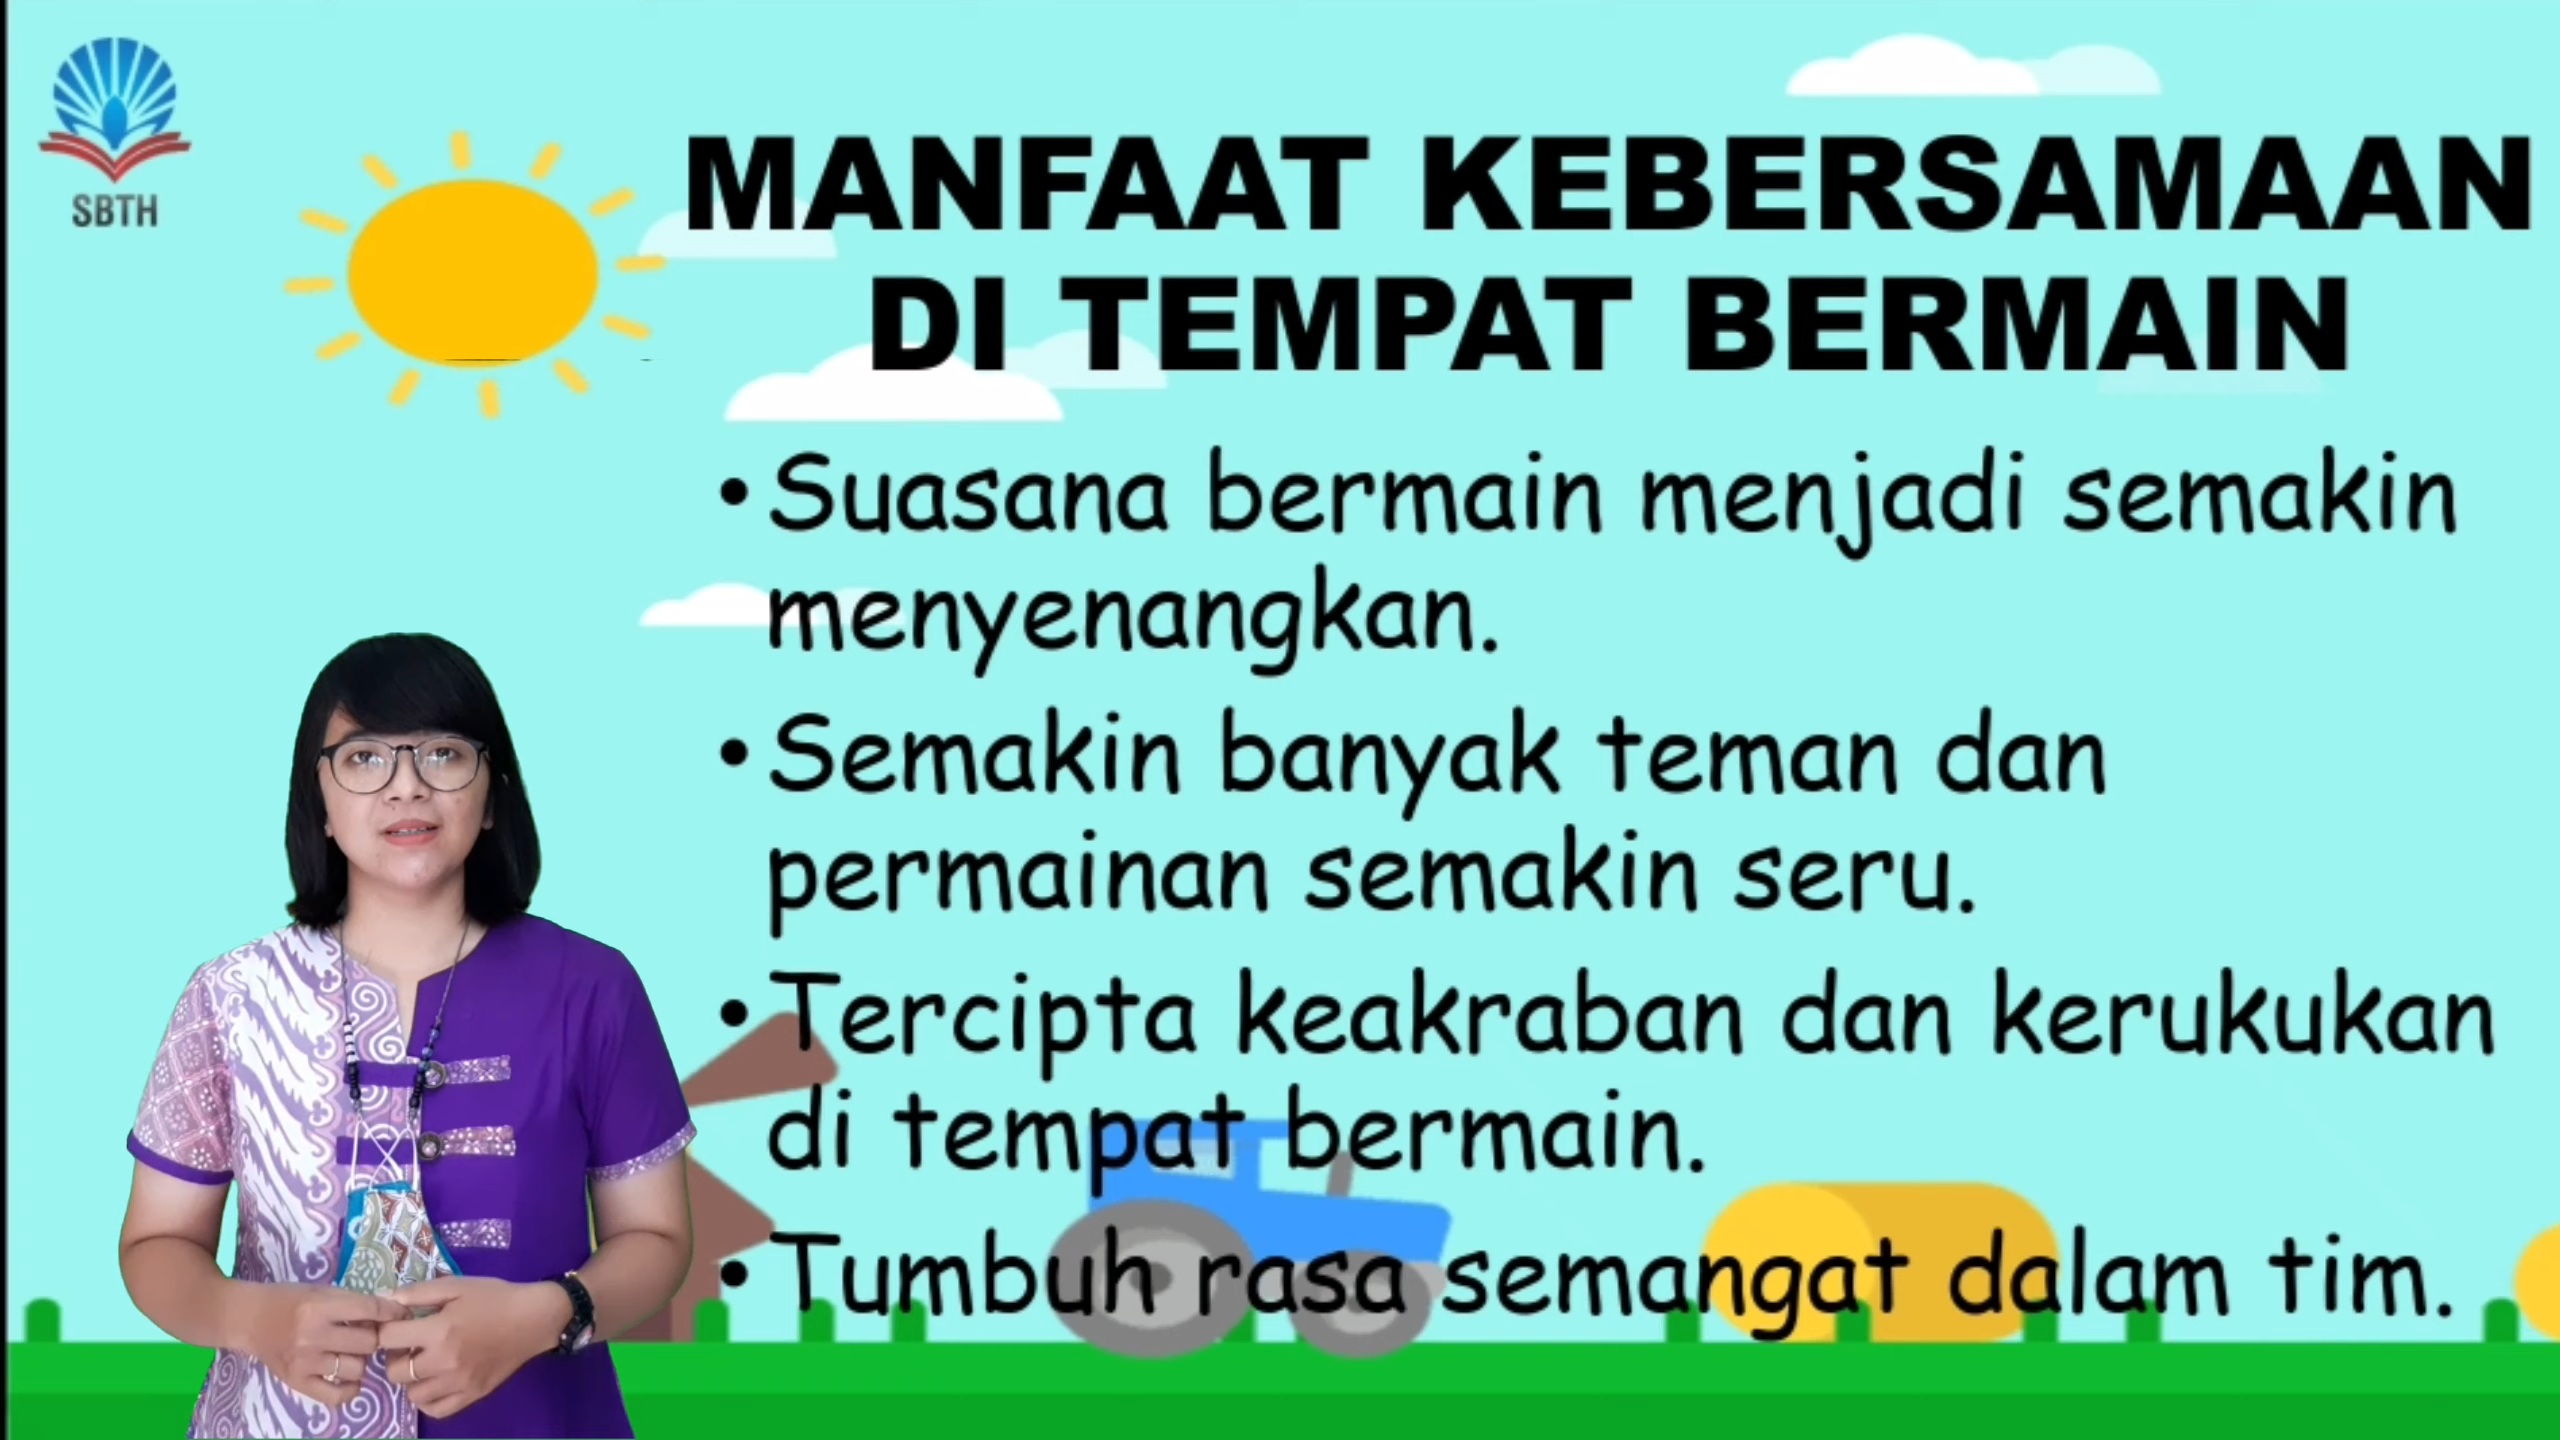 SBTH
MANFAAT KEBERSAMAAN
DI TEMPAT BERMAIN
• Suasana bermain menjadi semakin
menyenangkan.
• Semakin banyak teman dan
permainan semakin seru.
• Tercipta keakraban dan kerukukan
di tempat bermain.
• Tumbuh rasa semangat dalam tim.